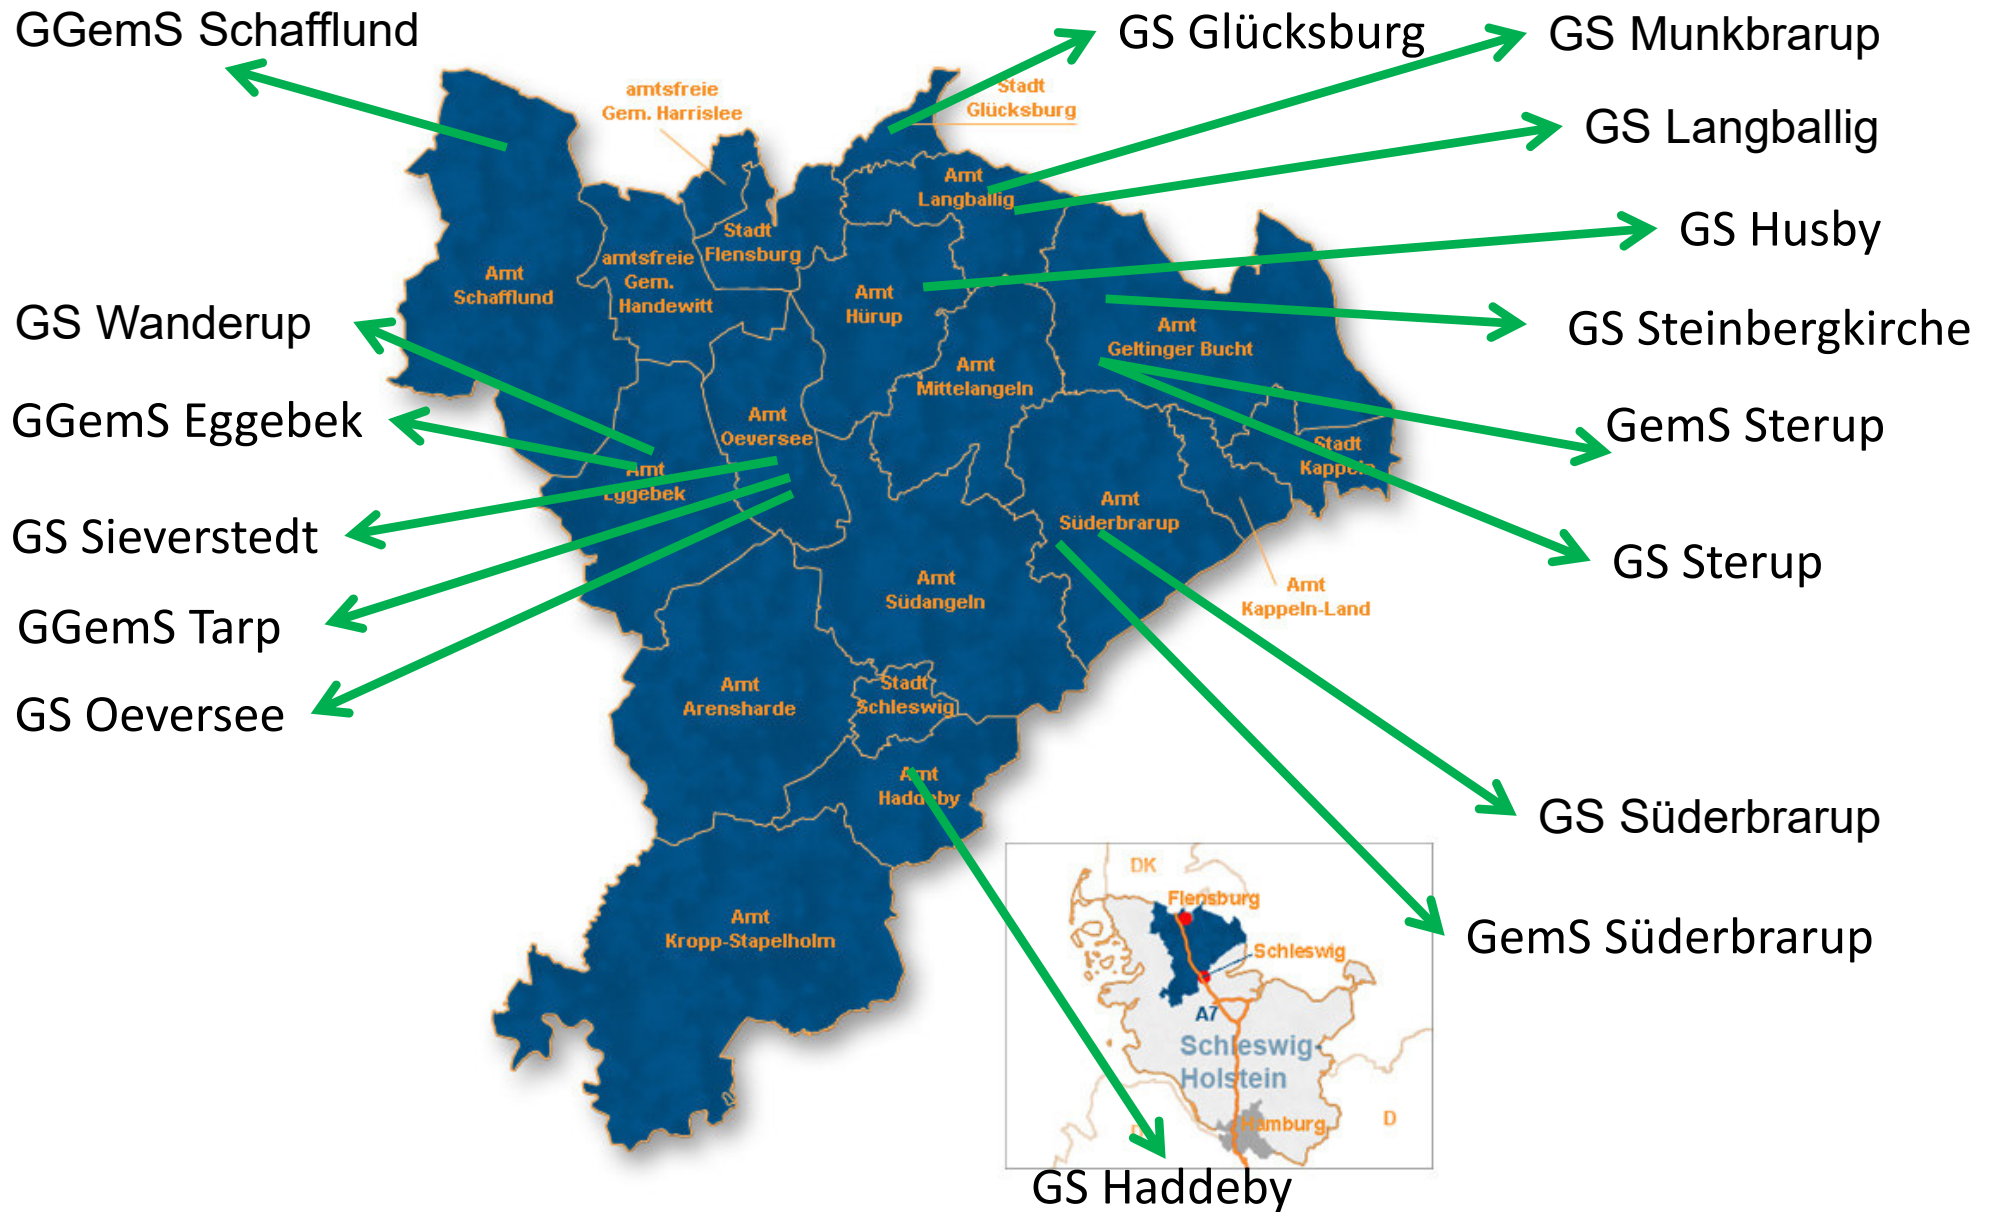 GGemS Schafflund
GS Glücksburg
GS Munkbrarup
amtsfreie
Gem. Harrislee
Stadt
Glücksburg
GS Langballig
Amt
Langballig
GS Husby
Stadt
Flensburg
amtsfreie
Gem.
Handewitt
Amt
Schafflund
Amt
Hürup
GS Wanderup
GS Steinbergkirche
Amt
Geltinger Bucht
Amt
Mittelangeln
GGemS Eggebek
Amt
Oeversee
GemS Sterup
Stadt
Kappeln
Amt
Eggebek
GS Sieverstedt
Amt
Süderbrarup
GS Sterup
Amt
Südangeln
Amt
Kappeln-Land
GGemS Tarp
GS Oeversee
Amt
Arensharde
Stadt
Schleswig
Amt
Haddeby
GS Süderbrarup
Amt
Kropp-Stapelholm
GemS Süderbrarup
DK
Flensburg
Schleswig
A7
Schleswig-
Holstein
Hamburg
D
GS Haddeby